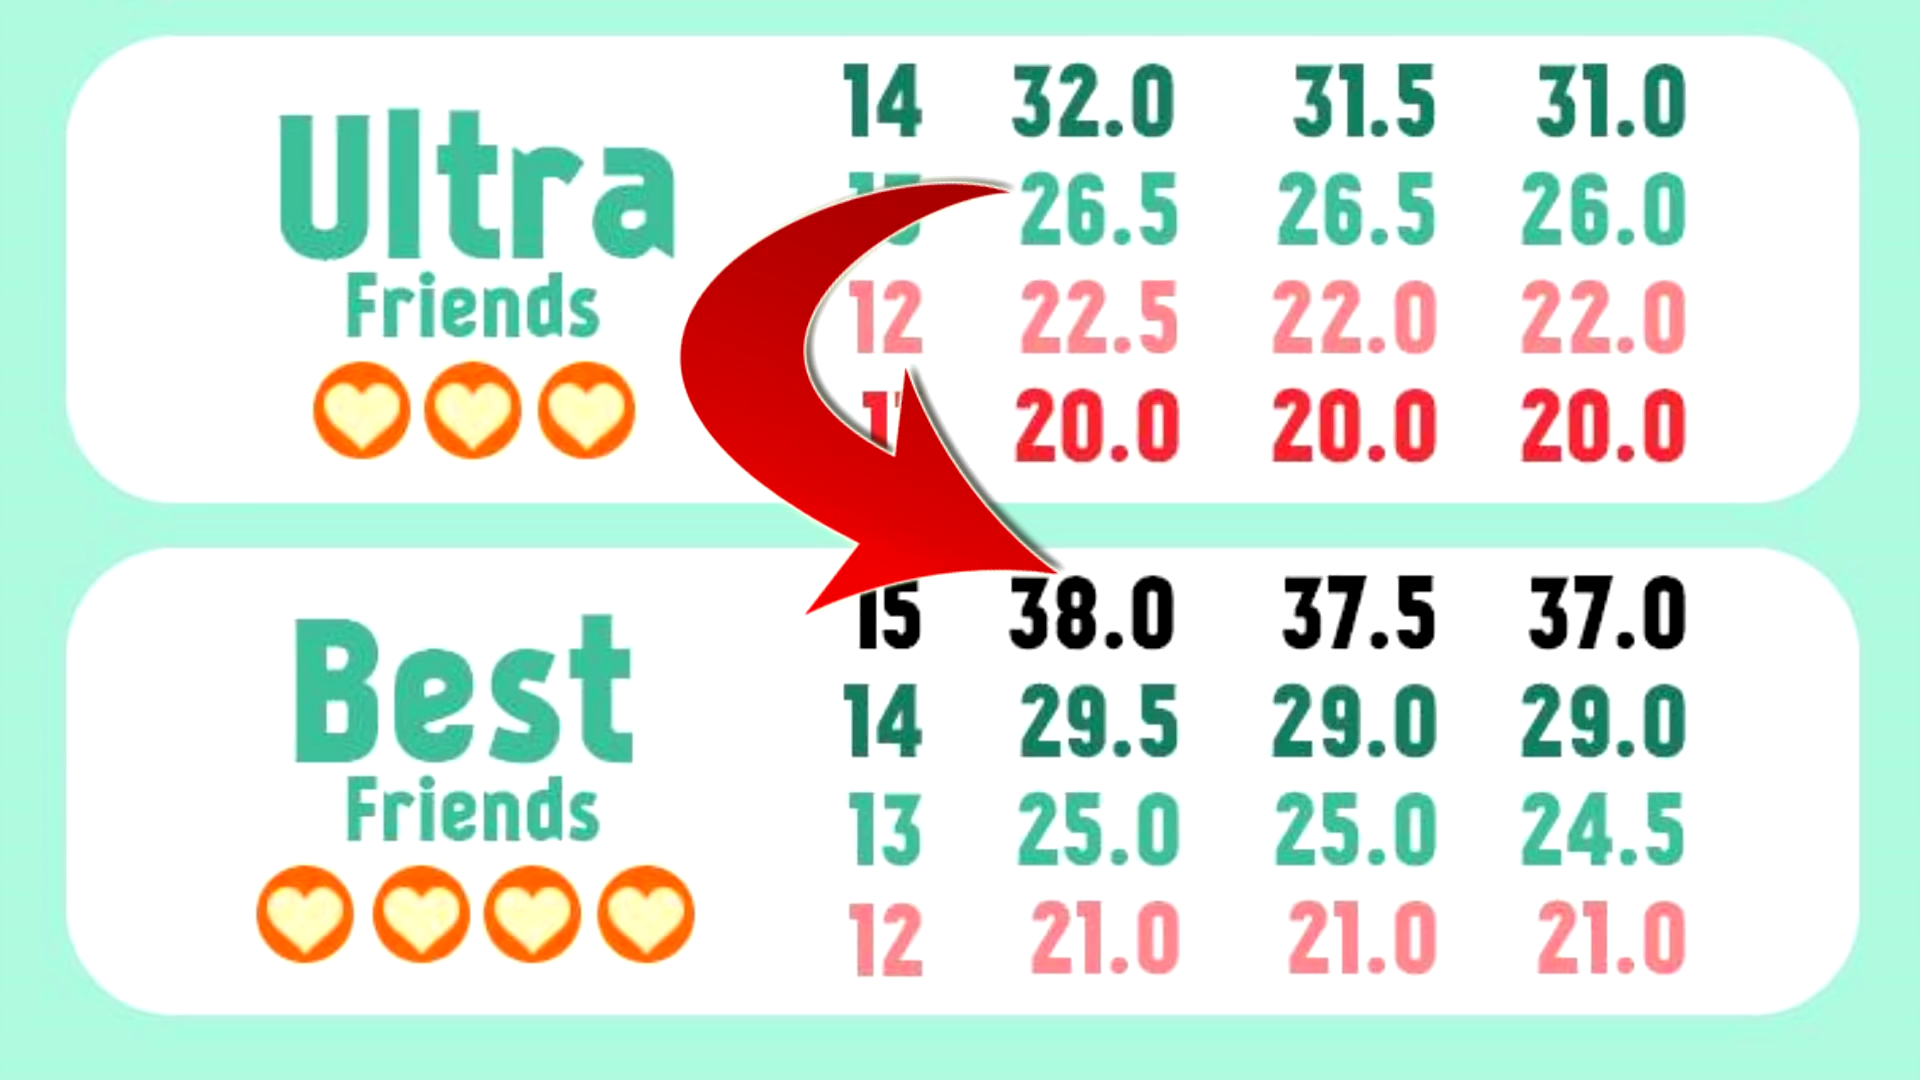 Ultra
Friends
14 32.0 31.5 31.0
26.5 26.5 26.0
12 22.5 22.0 22.0
20.0 20.0 20.0
Best
Friends
15 38.0 37.5 37.0
14 29.5 29.0 29.0
13 25.0 25.0 24.5
12 21.0 21.0 21.0